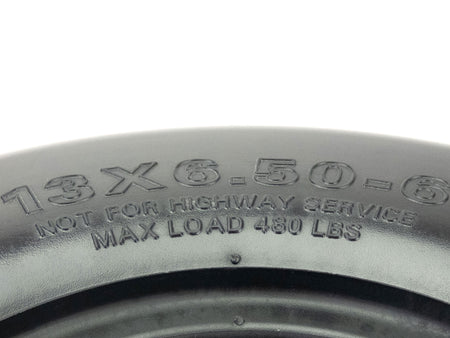 13X6.50-6
NOT FOR HIGHWAY SERVICE
MAX LOAD 480 LBS